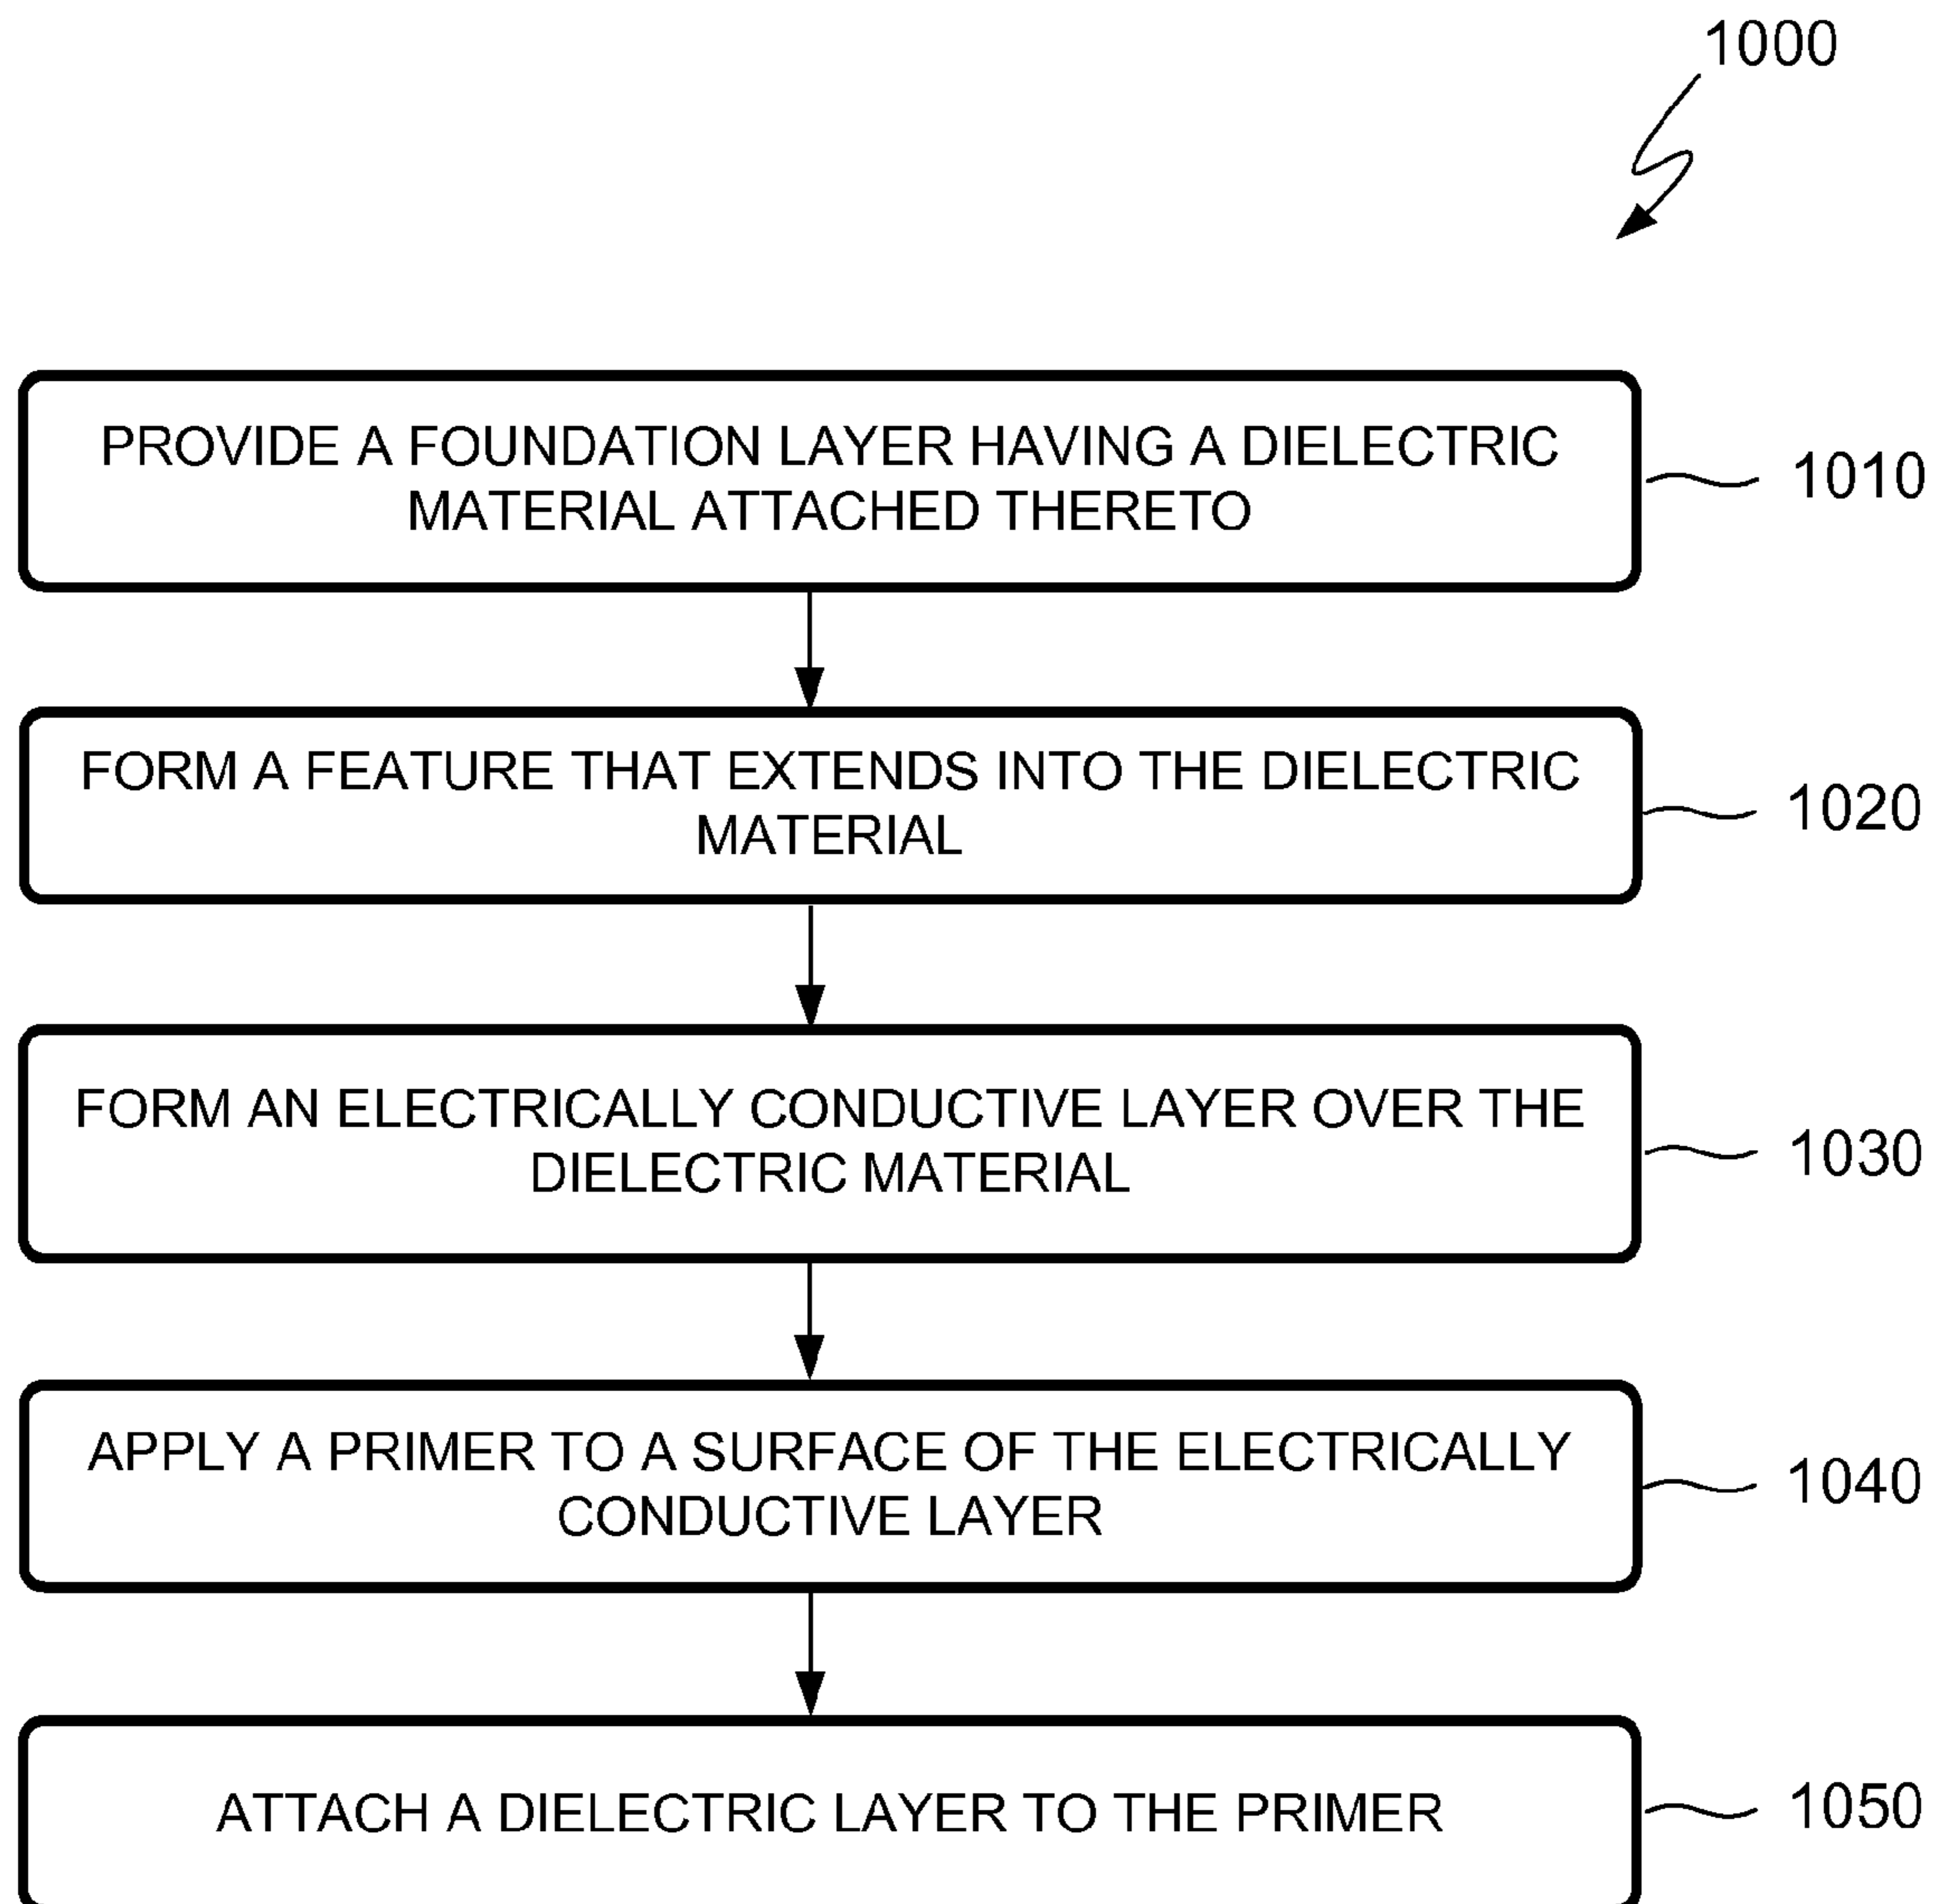 1000
PROVIDE A FOUNDATION LAYER HAVING A DIELECTRIC
MATERIAL ATTACHED THERETO
1010
FORM A FEATURE THAT EXTENDS INTO THE DIELECTRIC
MATERIAL
1020
FORM AN ELECTRICALLY CONDUCTIVE LAYER OVER THE
DIELECTRIC MATERIAL
1030
APPLY A PRIMER TO A SURFACE OF THE ELECTRICALLY
CONDUCTIVE LAYER
1040
ATTACH A DIELECTRIC LAYER TO THE PRIMER
1050